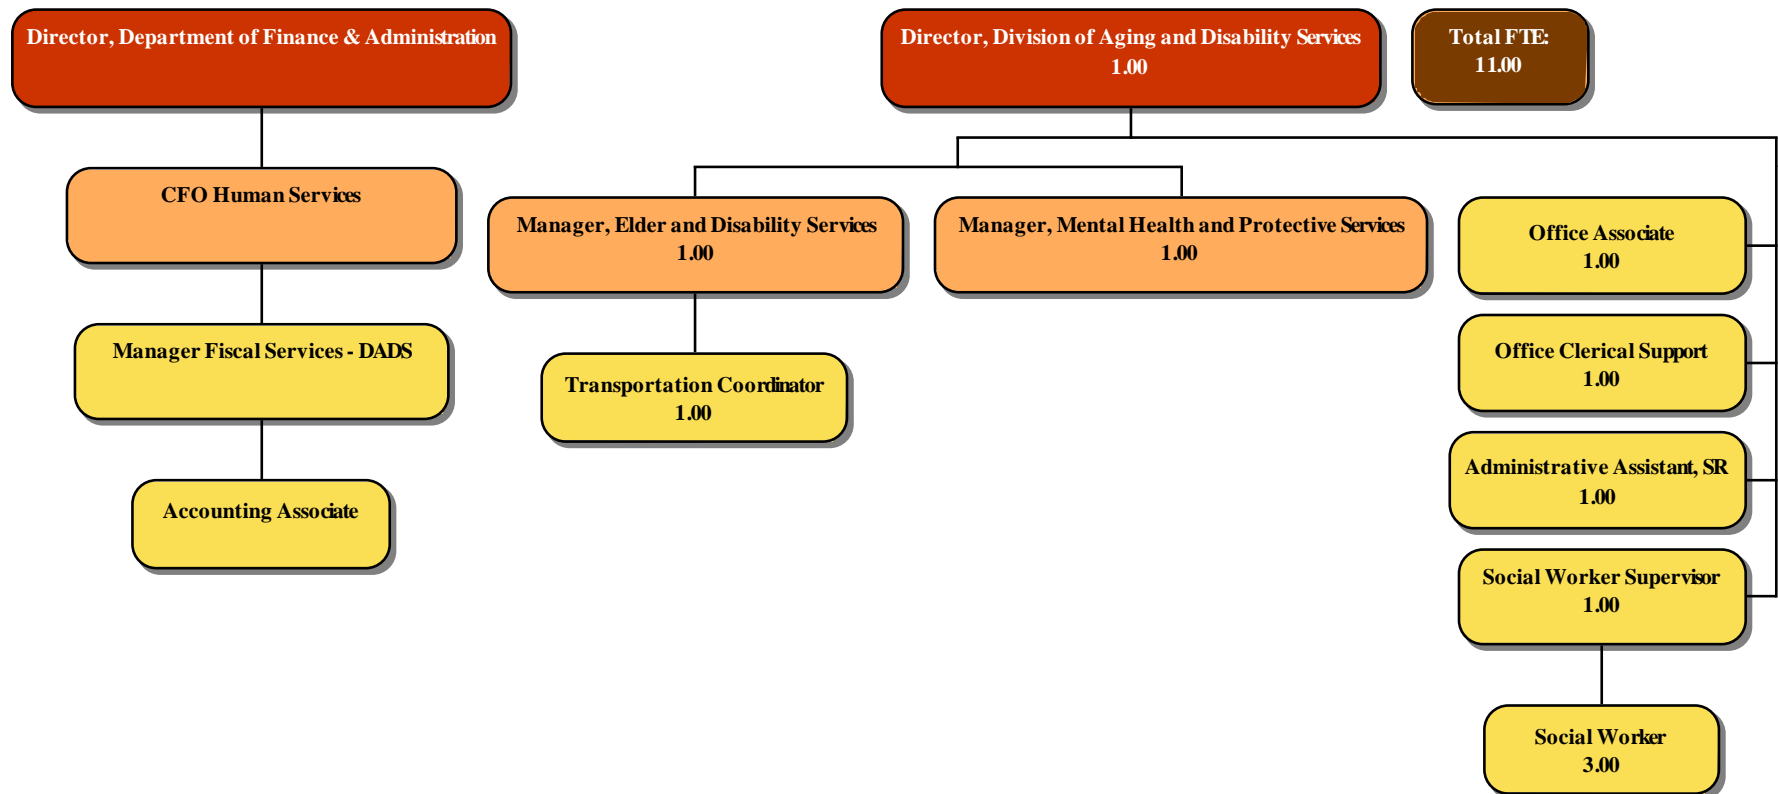 Director, Department of Finance & Administration
Director, Division of Aging and Disability Services
1.00
Total FTE:
11.00
CFO Human Services
Manager, Elder and Disability Services
1.00
Manager, Mental Health and Protective Services
1.00
Office Associate
1.00
Manager Fiscal Services - DADS
Transportation Coordinator
1.00
Office Clerical Support
1.00
Accounting Associate
Administrative Assistant, SR
1.00
Social Worker Supervisor
1.00
Social Worker
3.00